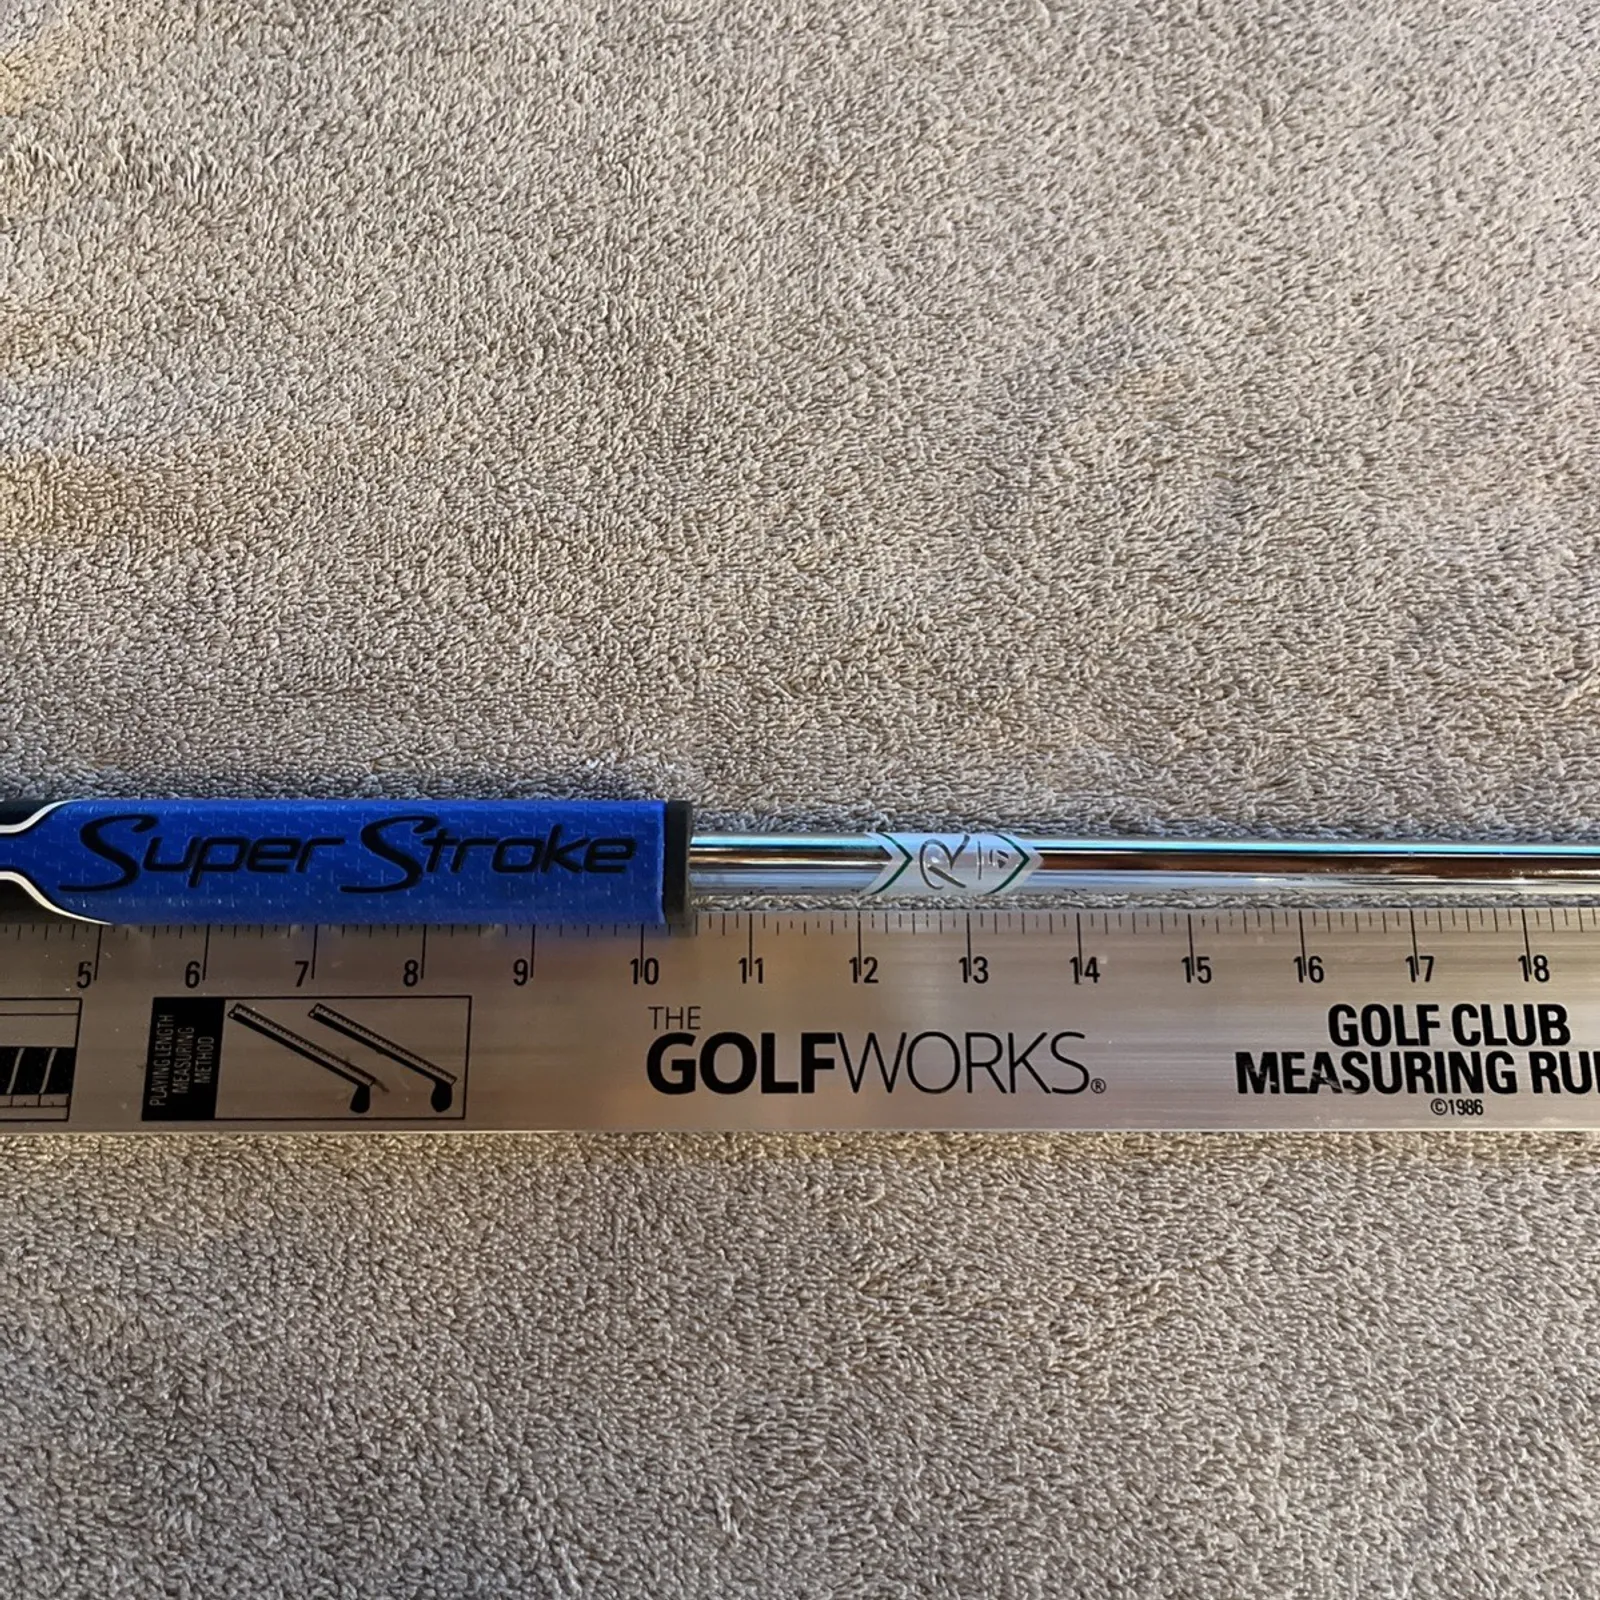 Super Stroke
R
5 6 7 8 9 10 11 12 13 14 15 16 17 18
PLAYING LENGTH
MEASURING
METHOD
THE
GOLFWORKS®
GOLF CLUB
MEASURING RU
©1986